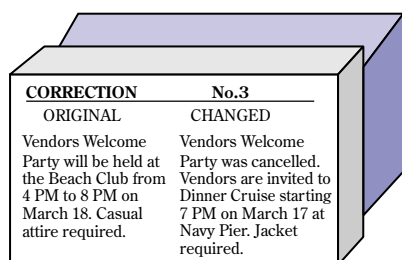 CORRECTION No.3
ORIGINAL CHANGED
Vendors Welcome
Party will be held at
the Beach Club from
4 PM to 8 PM on
March 18. Casual
attire required.
Vendors Welcome
Party was cancelled.
Vendors are invited to
Dinner Cruise starting
7 PM on March 17 at
Navy Pier. Jacket
required.